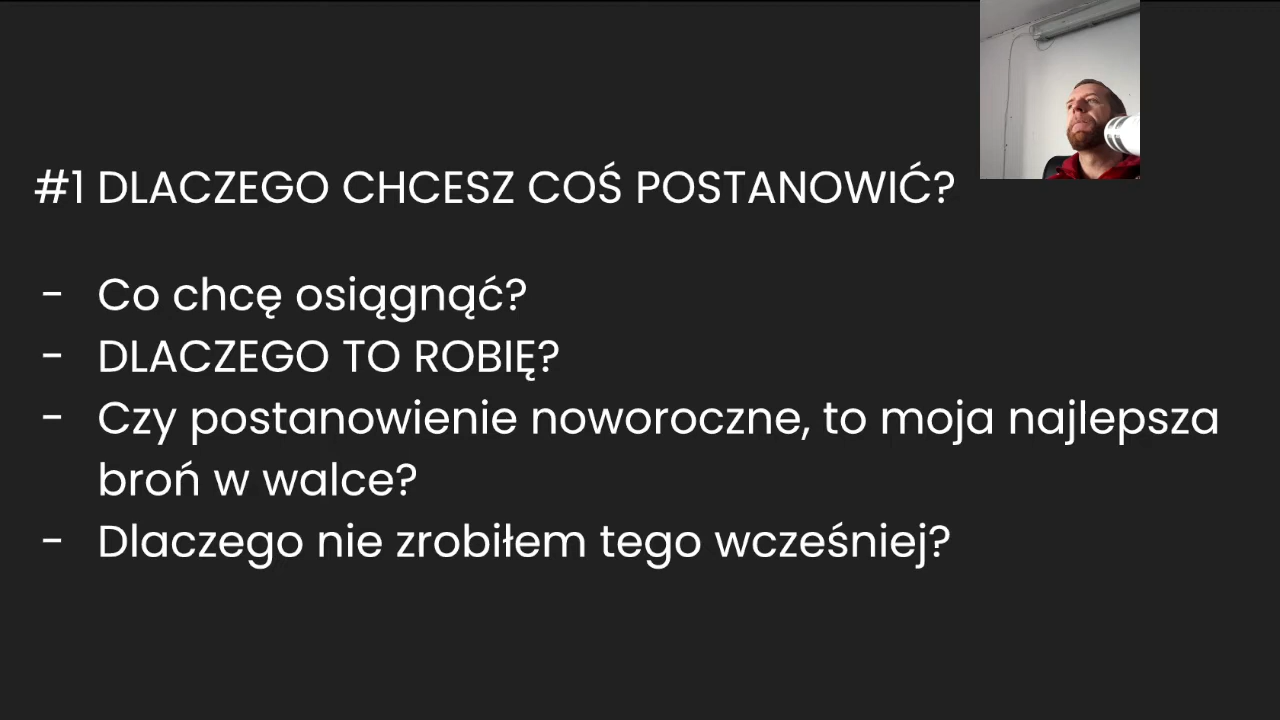 #1 DLACZEGO CHCESZ COŚ POSTANOWIĆ?
- Co chcę osiągnąć?
- DLACZEGO TO ROBIĘ?
- Czy postanowienie noworoczne, to moja najlepsza
broń w walce?
- Dlaczego nie zrobiłem tego wcześniej?